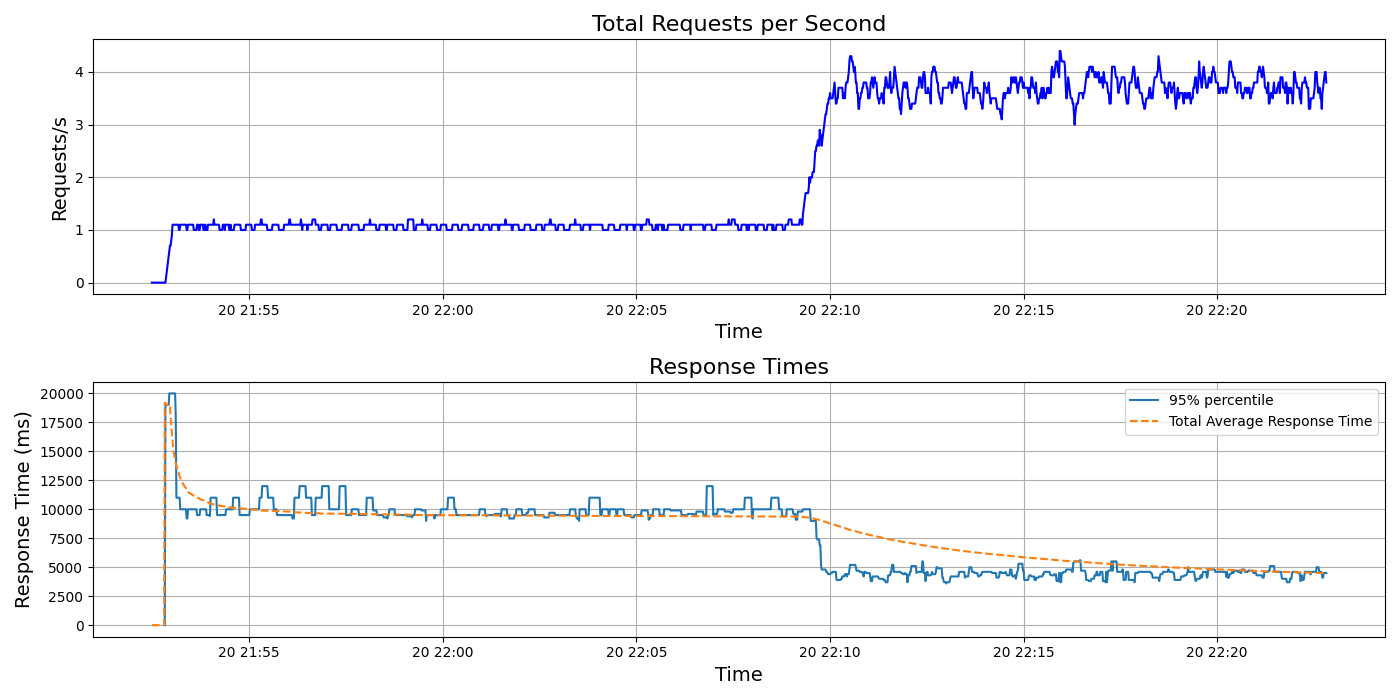 Total Requests per Second
Requests/s
4
3
2
1
0
20 21:55 20 22:00 20 22:05 20 22:10 20 22:15 20 22:20
Time
Response Times
Response Time (ms)
20000
17500
15000
12500
10000
7500
5000
2500
0
95% percentile
Total Average Response Time
20 21:55 20 22:00 20 22:05 20 22:10 20 22:15 20 22:20
Time